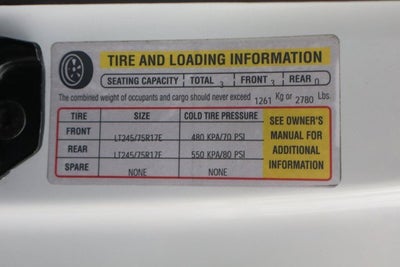 TIRE AND LOADING INFORMATION
SEATING CAPACITY TOTAL 3 FRONT 3 REAR 0
The combined weight of occupants and cargo should never exceed 1261 Kg or 2780 Lbs.
TIRE SIZE COLD TIRE PRESSURE
FRONT LT245/75R17E 480 KPA/70 PSI
REAR LT245/75R17E 550 KPA/80 PSI
SPARE NONE NONE
SEE OWNER'S
MANUAL FOR
ADDITIONAL
INFORMATION